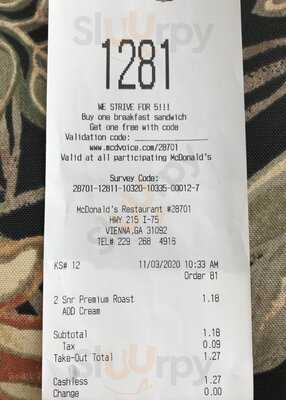 Sluurpy
1281
WE STRIVE FOR 5!!!
Buy one breakfast sandwich
Get one free with code
Validation code:
www.mcdvoice.com/28701
Valid at all participating McDonald's
Survey Code:
28701-12811-10320-10335-00012-7
McDonald's Restaurant #28701
HWY 215 I-75
VIENNA,GA 31092
TEL# 229 268 4916
KS# 12 11/03/2020 10:33 AM
Order 81
2 Snr Premium Roast 1.18
ADD Cream
Subtotal 1.18
Tax 0.09
Take-Out Total 1.27
Cashless 1.27
Change 0.00